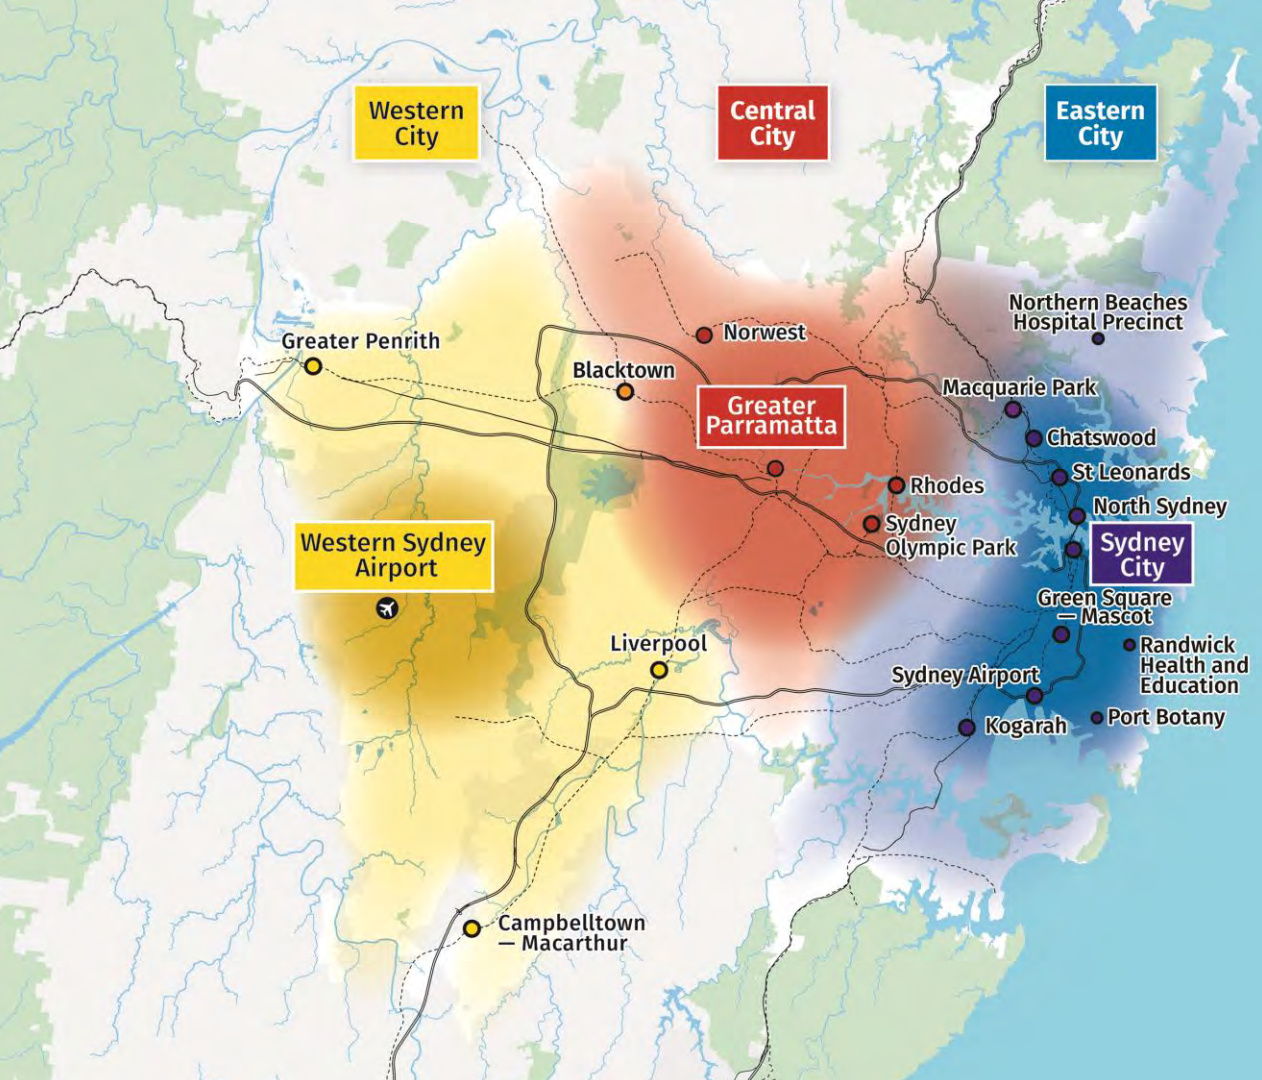 Western
City
Central
City
Eastern
City
Northern Beaches
Hospital Precinct
Norwest
Greater Penrith
Blacktown
Macquarie Park
Greater
Parramatta
Chatswood
St Leonards
Rhodes
North Sydney
Sydney
Olympic Park
Western Sydney
Airport
Sydney
City
Green Square
— Mascot
Liverpool
Randwick
Health and
Education
Sydney Airport
Port Botany
Kogarah
Campbelltown
— Macarthur